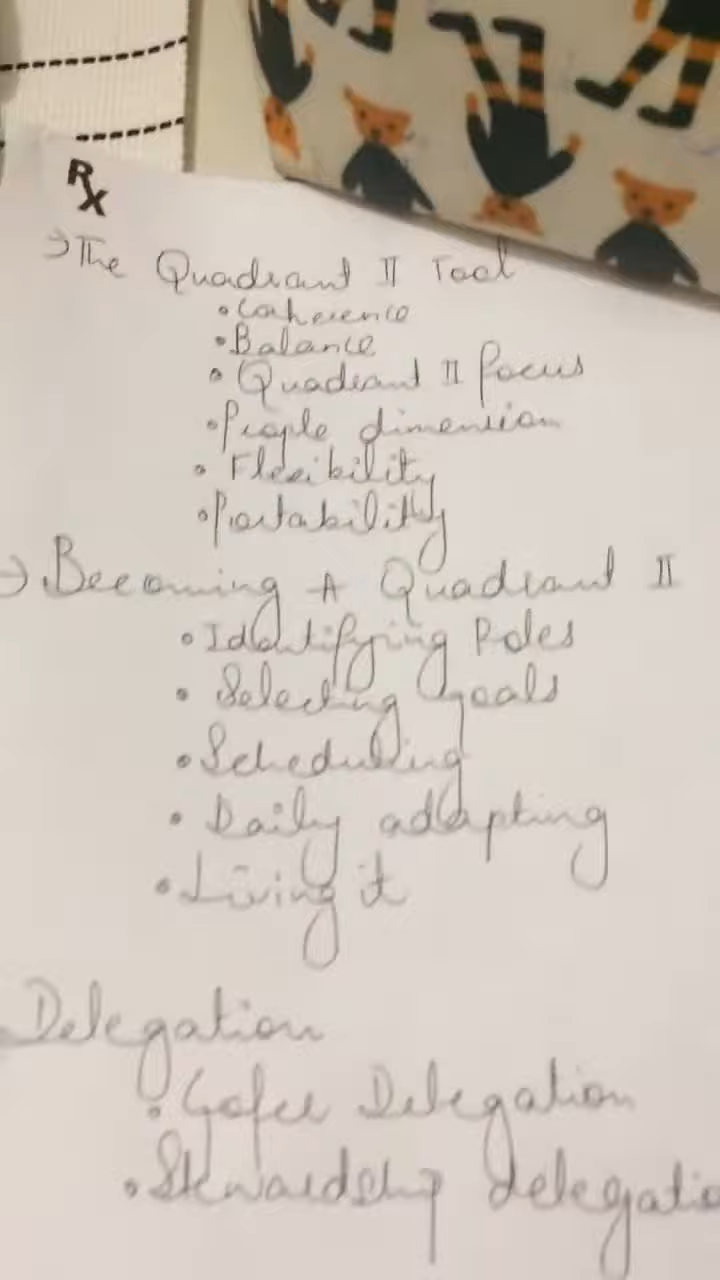 Rx
→ The Quadrant II Tool
• Coherence
• Balance
• Quadrant II focus
• People dimension
• Flexibility
• Portability
→ Becoming A Quadrant II
• Identifying Roles
• Selecting goals
• Scheduling
• Daily adapting
• Living it
Delegation
• Gofer Delegation
• Stewardship delegatio